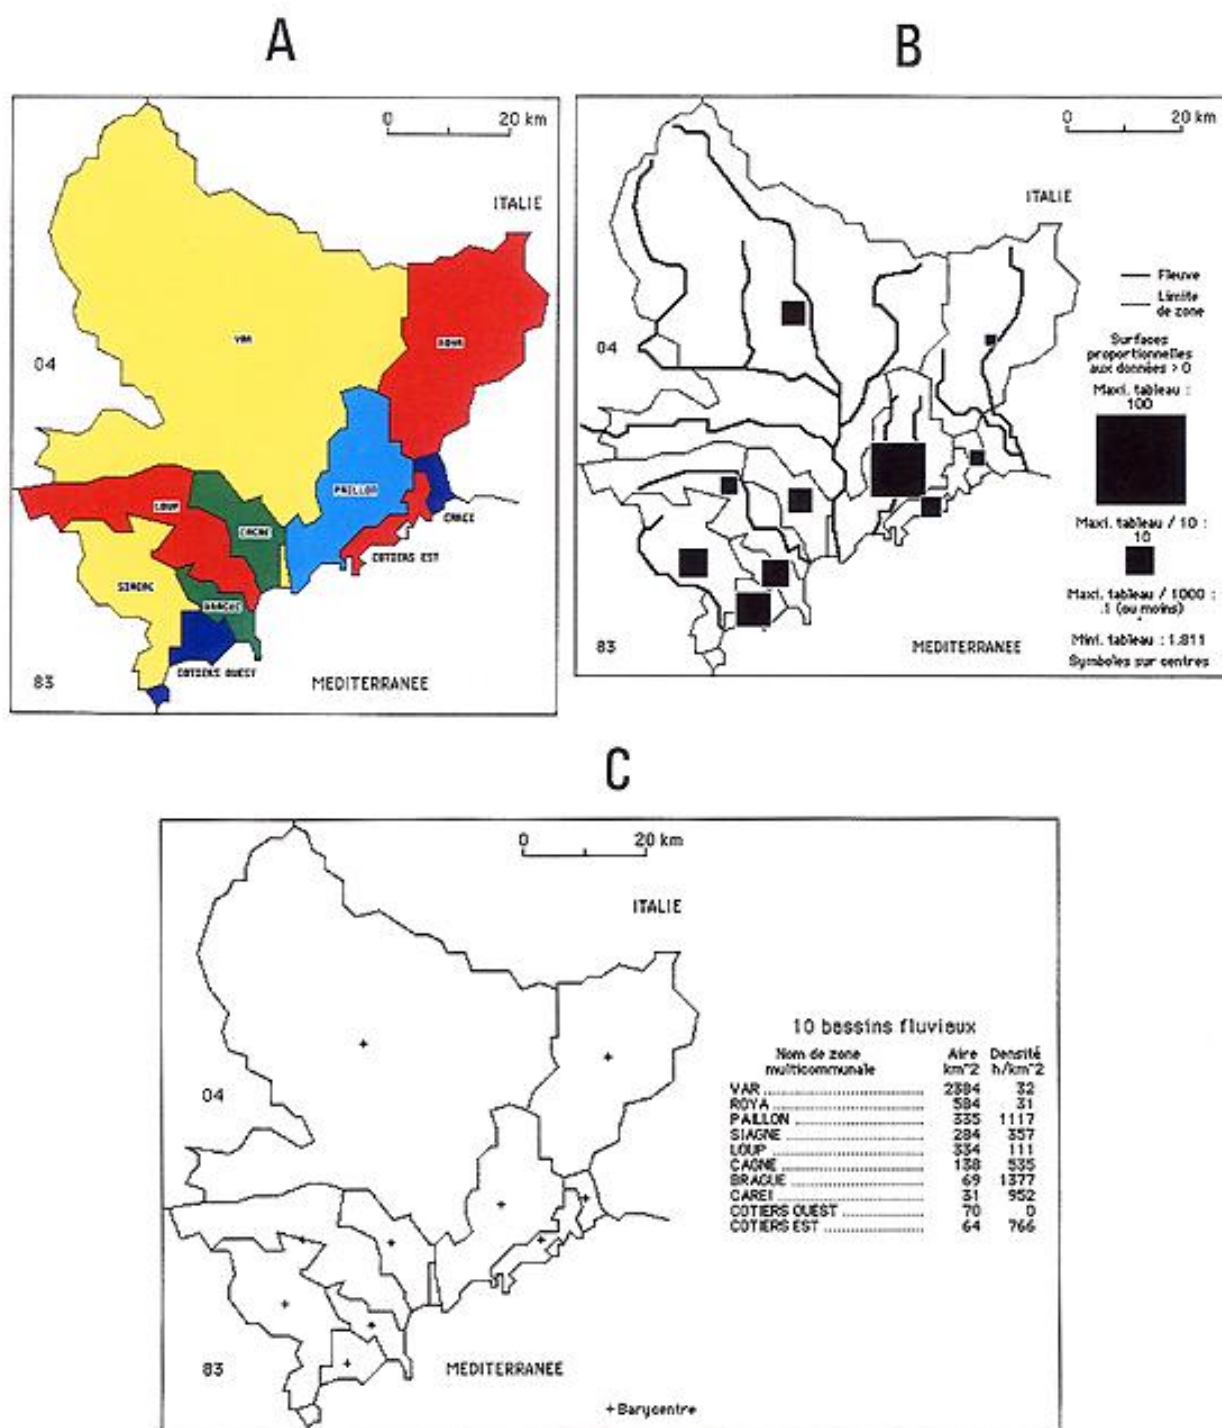 A
0 20 km
ITALIE
VAR
ROYA
04
PAILLON
LOUP
CAGNE
CAREI
COTIERS EST
SIAGNE
BRAGUE
COTIERS OUEST
83
MEDITERRANEE
B
0 20 km
ITALIE
Fleuve
Limite
de zone
04
Surfaces
proportionnelles
aux données > 0
Maxi. tableau :
100
Maxi. tableau / 10 :
10
Maxi. tableau / 1000 :
.1 (ou moins)
Mini. tableau : 1.811
Symboles sur centres
83
MEDITERRANEE
C
0 20 km
ITALIE
04
10 bassins fluviaux
Nom de zone Aire Densité
multicommunale km^2 h/km^2
VAR 2384 32
ROYA 584 31
PAILLON 335 1117
SIAGNE 284 357
LOUP 334 111
CAGNE 138 535
BRAGUE 69 1377
CAREI 31 952
COTIERS OUEST 70 0
COTIERS EST 64 766
83
MEDITERRANEE
+Barycentre